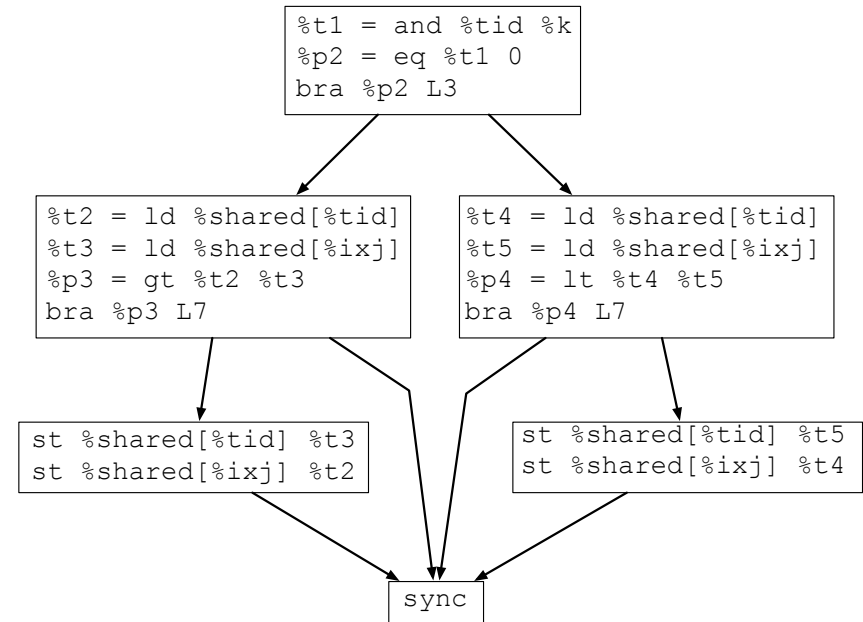 %t1 = and %tid %k
%p2 = eq %t1 0
bra %p2 L3
%t2 = ld %shared[%tid]
%t3 = ld %shared[%ixj]
%p3 = gt %t2 %t3
bra %p3 L7
%t4 = ld %shared[%tid]
%t5 = ld %shared[%ixj]
%p4 = lt %t4 %t5
bra %p4 L7
st %shared[%tid] %t3
st %shared[%ixj] %t2
st %shared[%tid] %t5
st %shared[%ixj] %t4
sync